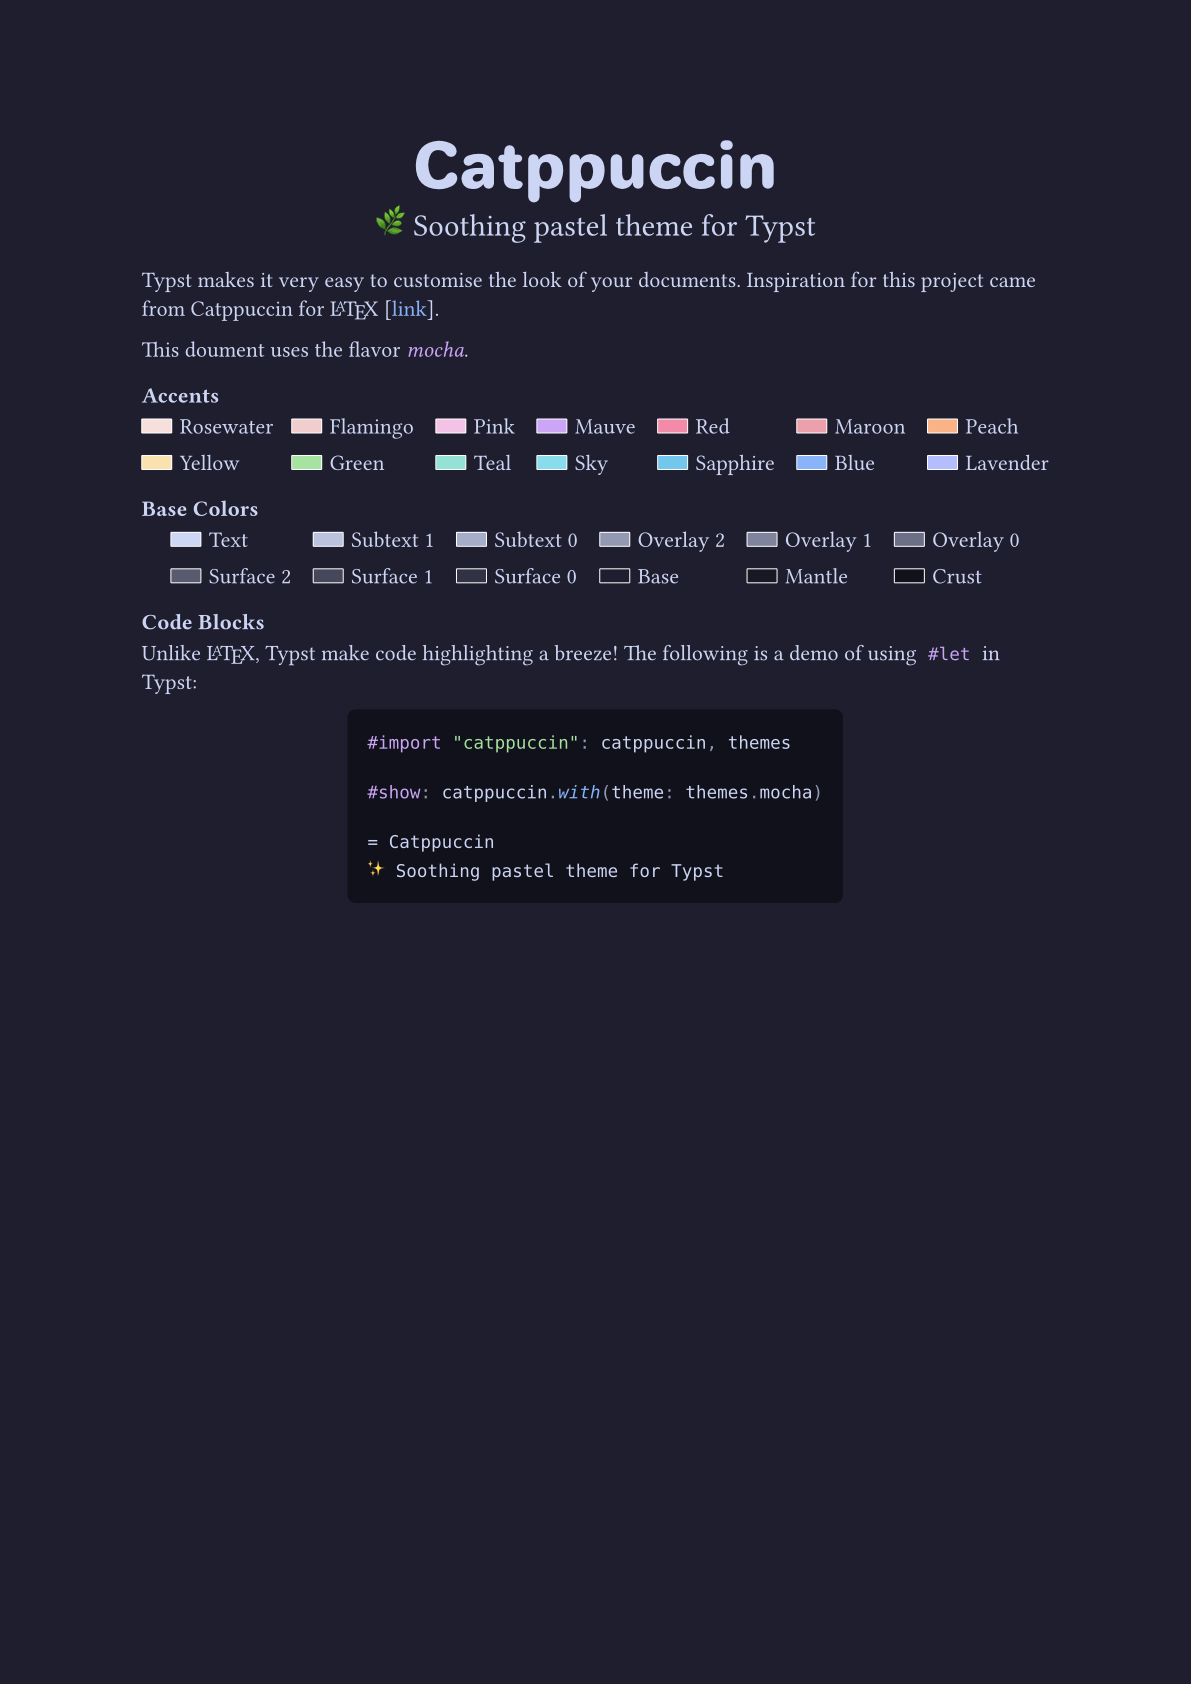 Catppuccin
🌿 Soothing pastel theme for Typst
Typst makes it very easy to customise the look of your documents. Inspiration for this project came
from Catppuccin for LATEX [link].
This doument uses the flavor mocha.
Accents
Rosewater Flamingo Pink Mauve Red Maroon Peach
Yellow Green Teal Sky Sapphire Blue Lavender
Base Colors
Text Subtext 1 Subtext 0 Overlay 2 Overlay 1 Overlay 0
Surface 2 Surface 1 Surface 0 Base Mantle Crust
Code Blocks
Unlike LATEX, Typst make code highlighting a breeze! The following is a demo of using #let in
Typst:
#import "catppuccin": catppuccin, themes
#show: catppuccin.with(theme: themes.mocha)
= Catppuccin
✨ Soothing pastel theme for Typst